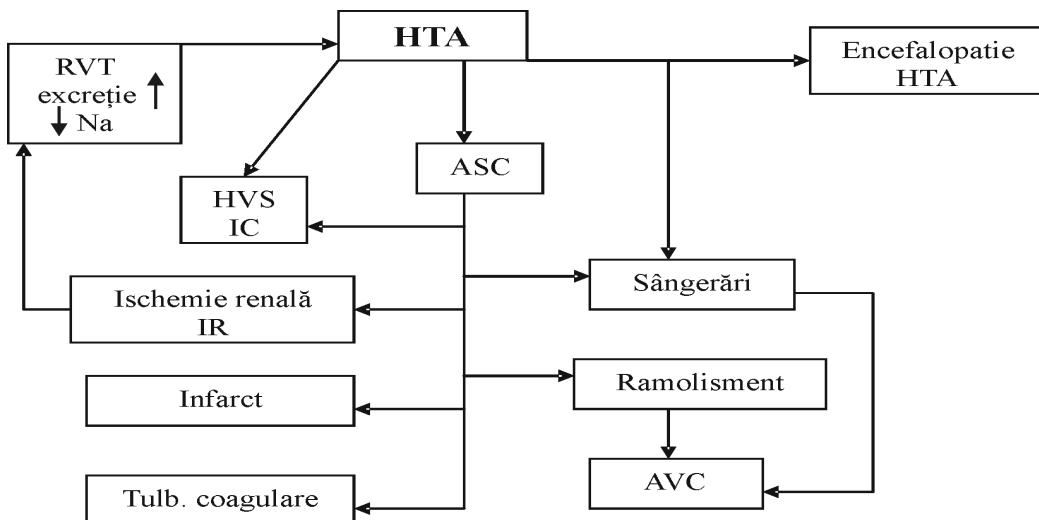 HTA
Encefalopatie
HTA
RVT
excreție
Na
ASC
HVS
IC
Sângerări
Ischemie renală
IR
Ramolisment
Infarct
AVC
Tulb. coagulare